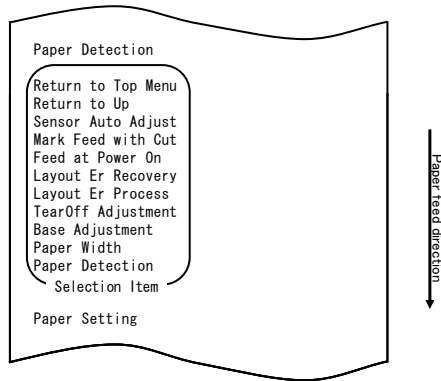 Paper Detection
Return to Top Menu
Return to Up
Sensor Auto Adjust
Mark Feed with Cut
Feed at Power On
Layout Er Recovery
Layout Er Process
TearOff Adjustment
Base Adjustment
Paper Width
Paper Detection
Selection Item
Paper Setting
Paper feed direction